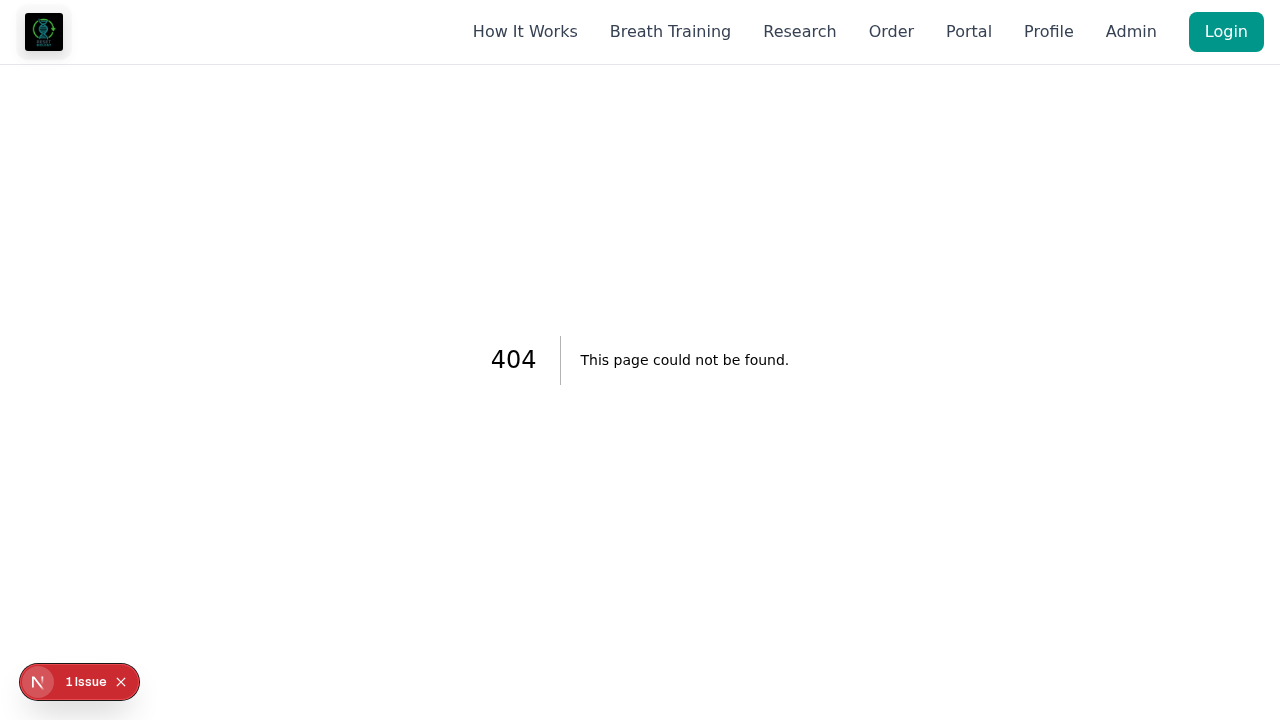 How It Works Breath Training Research Order Portal Profile Admin Login
404 This page could not be found.
1 Issue